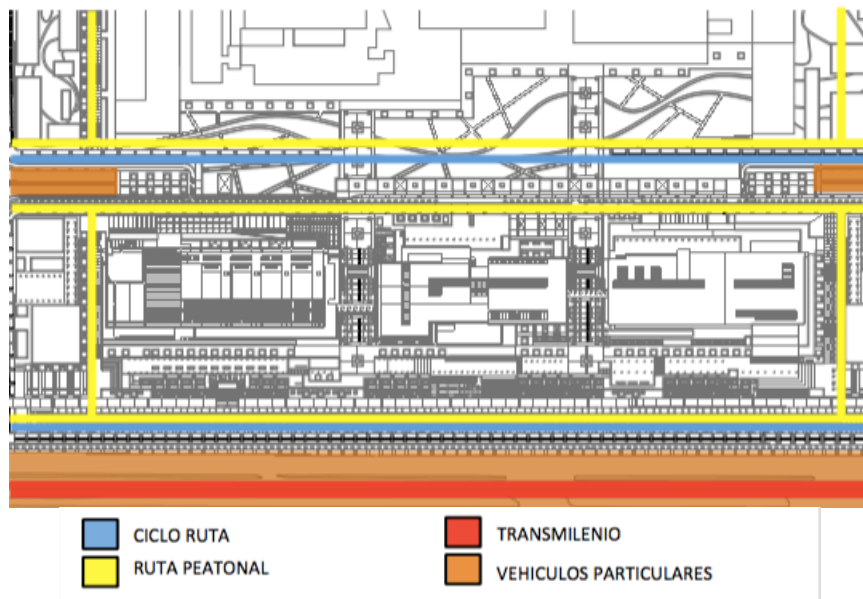 CICLO RUTA
TRANSMILENIO
RUTA PEATONAL
VEHICULOS PARTICULARES